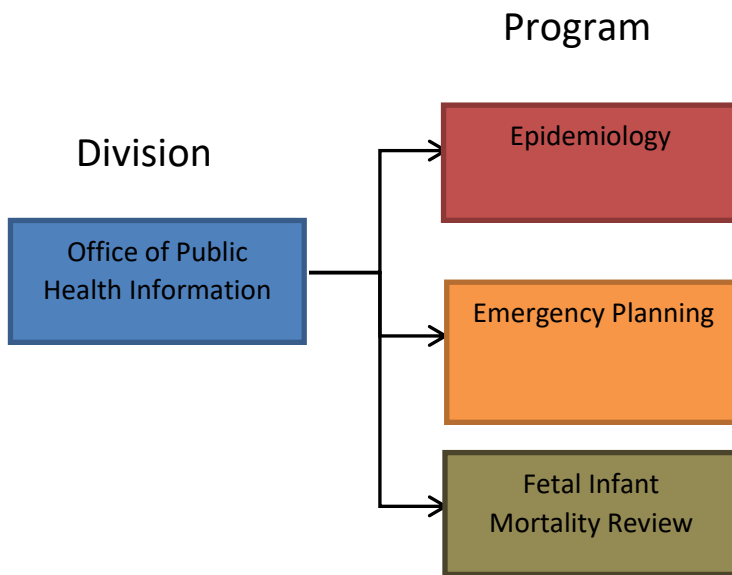 Program
Division
Epidemiology
Office of Public
Health Information
Emergency Planning
Fetal Infant
Mortality Review